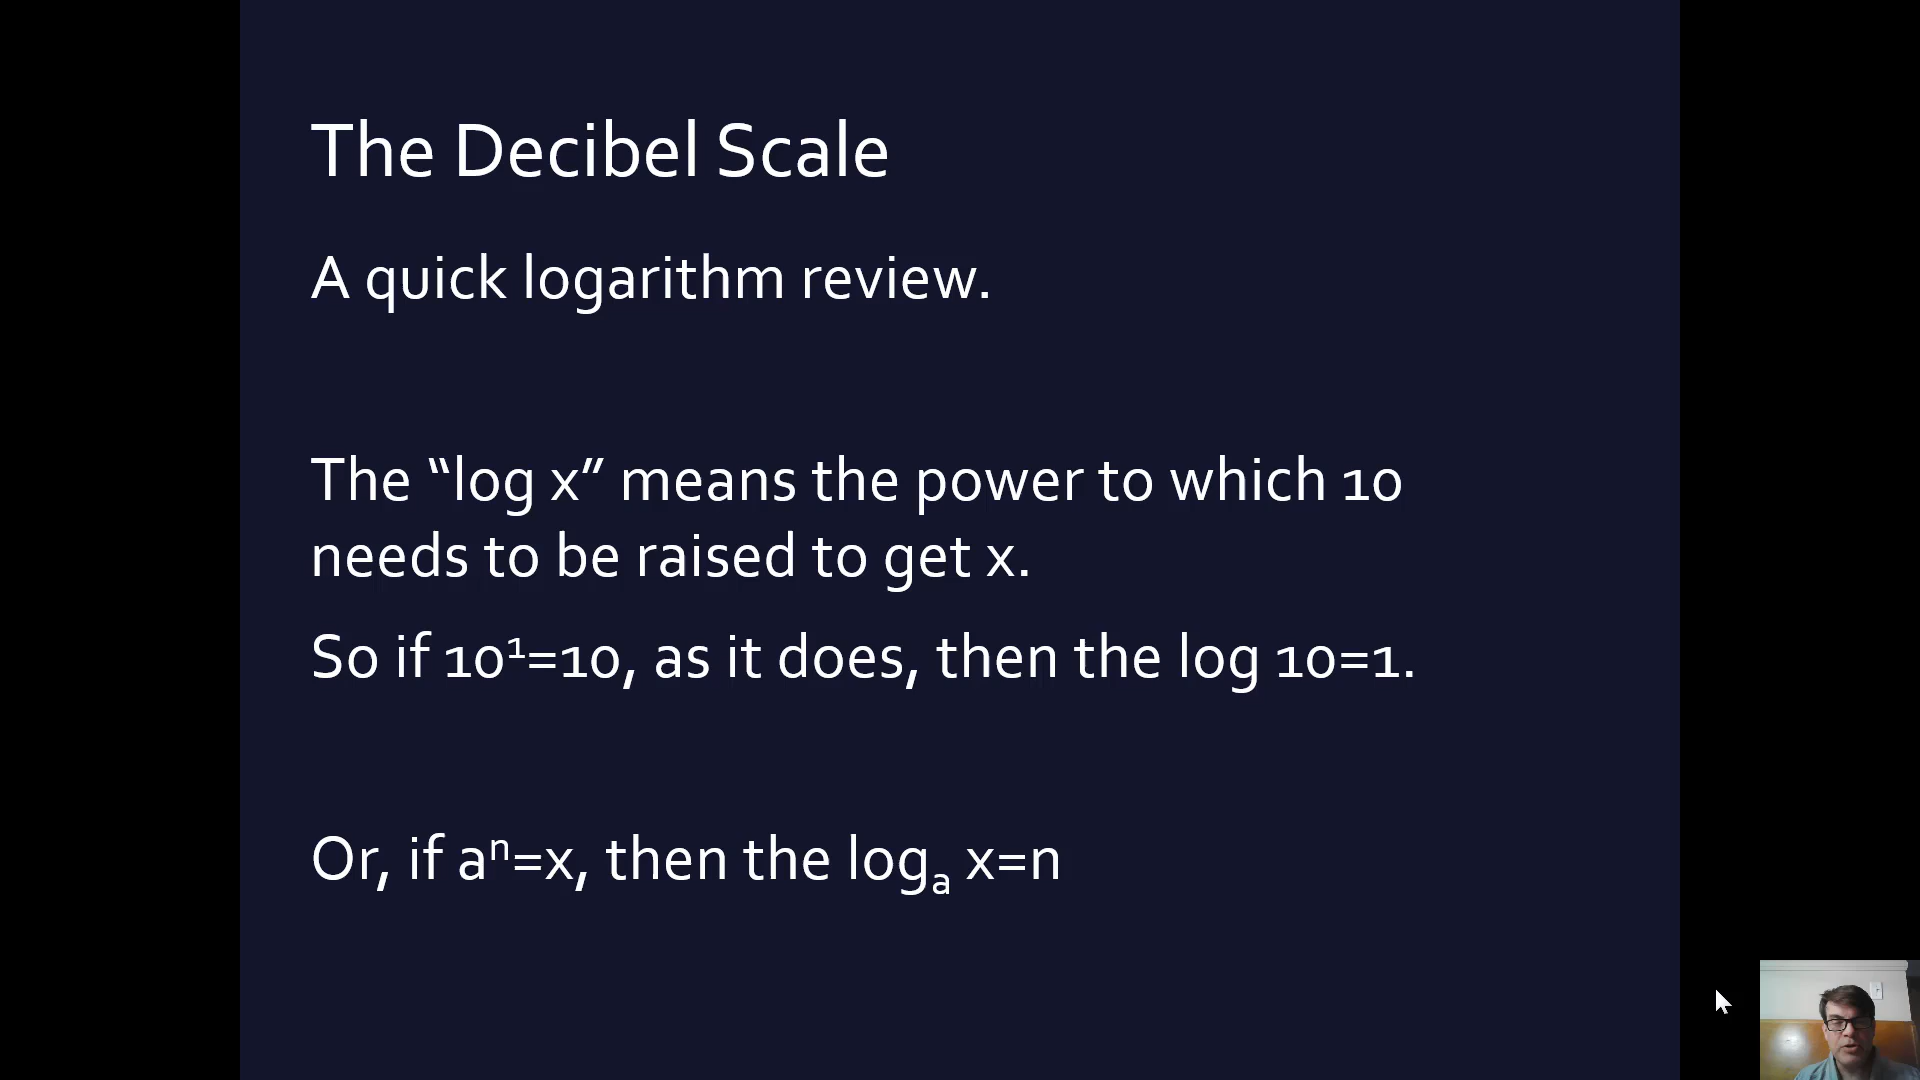 The Decibel Scale
A quick logarithm review.
The “log x” means the power to which 10
needs to be raised to get x.
So if 10¹=10, as it does, then the log 10=1.
Or, if aⁿ=x, then the logₐ x=n